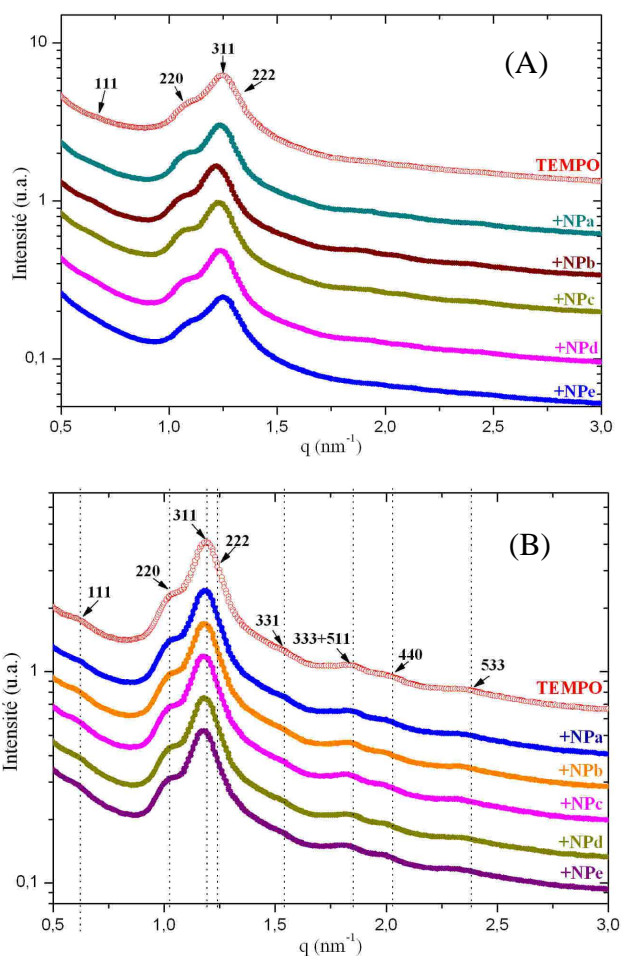 (A)
10
311
111
220
222
TEMPO
1
+NPa
+NPb
+NPc
+NPd
0,1
+NPe
Intensité (u.a.)
0,5 1,0 1,5 2,0 2,5 3,0
q (nm⁻¹)
(B)
311
222
220
111
331
333+511
440
533
TEMPO
1
+NPa
+NPb
+NPc
+NPd
+NPe
0,1
Intensité (u.a.)
0,5 1,0 1,5 2,0 2,5 3,0
q (nm⁻¹)